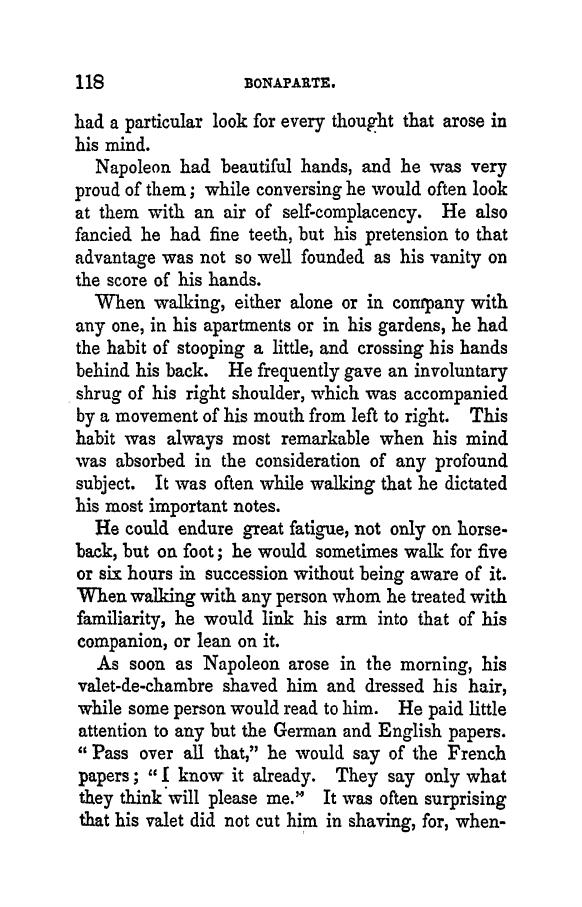 118 BONAPARTE.
had a particular look for every thought that arose in
his mind.
Napoleon had beautiful hands, and he was very
proud of them; while conversing he would often look
at them with an air of self-complacency. He also
fancied he had fine teeth, but his pretension to that
advantage was not so well founded as his vanity on
the score of his hands.
When walking, either alone or in company with
any one, in his apartments or in his gardens, he had
the habit of stooping a little, and crossing his hands
behind his back. He frequently gave an involuntary
shrug of his right shoulder, which was accompanied
by a movement of his mouth from left to right. This
habit was always most remarkable when his mind
was absorbed in the consideration of any profound
subject. It was often while walking that he dictated
his most important notes.
He could endure great fatigue, not only on horse-
back, but on foot; he would sometimes walk for five
or six hours in succession without being aware of it.
When walking with any person whom he treated with
familiarity, he would link his arm into that of his
companion, or lean on it.
As soon as Napoleon arose in the morning, his
valet-de-chambre shaved him and dressed his hair,
while some person would read to him. He paid little
attention to any but the German and English papers.
“Pass over all that,” he would say of the French
papers; “I know it already. They say only what
they think will please me.” It was often surprising
that his valet did not cut him in shaving, for, when-